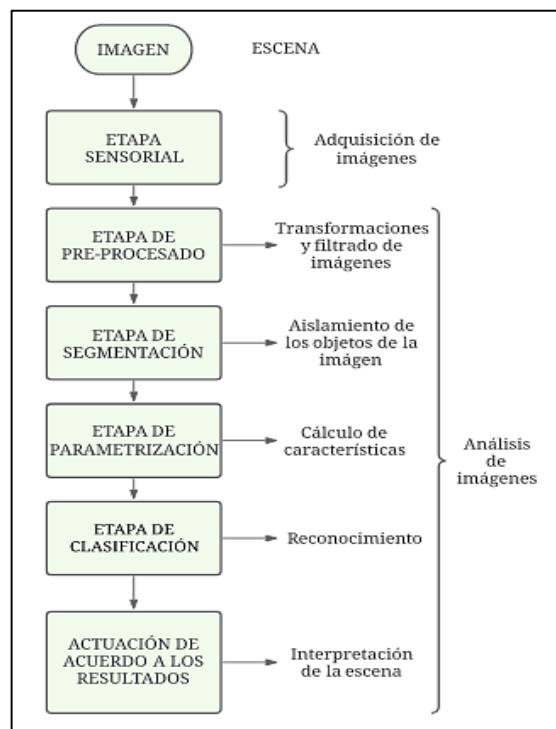 IMAGEN
ESCENA
ETAPA
SENSORIAL
Adquisición de
imágenes
ETAPA DE
PRE-PROCESADO
Transformaciones
y filtrado de
imágenes
ETAPA DE
SEGMENTACIÓN
Aislamiento de
los objetos de la
imágen
ETAPA DE
PARAMETRIZACIÓN
Cálculo de
características
ETAPA DE
CLASIFICACIÓN
Reconocimiento
ACTUACIÓN DE
ACUERDO A LOS
RESULTADOS
Interpretación
de la escena
Análisis
de
imágenes